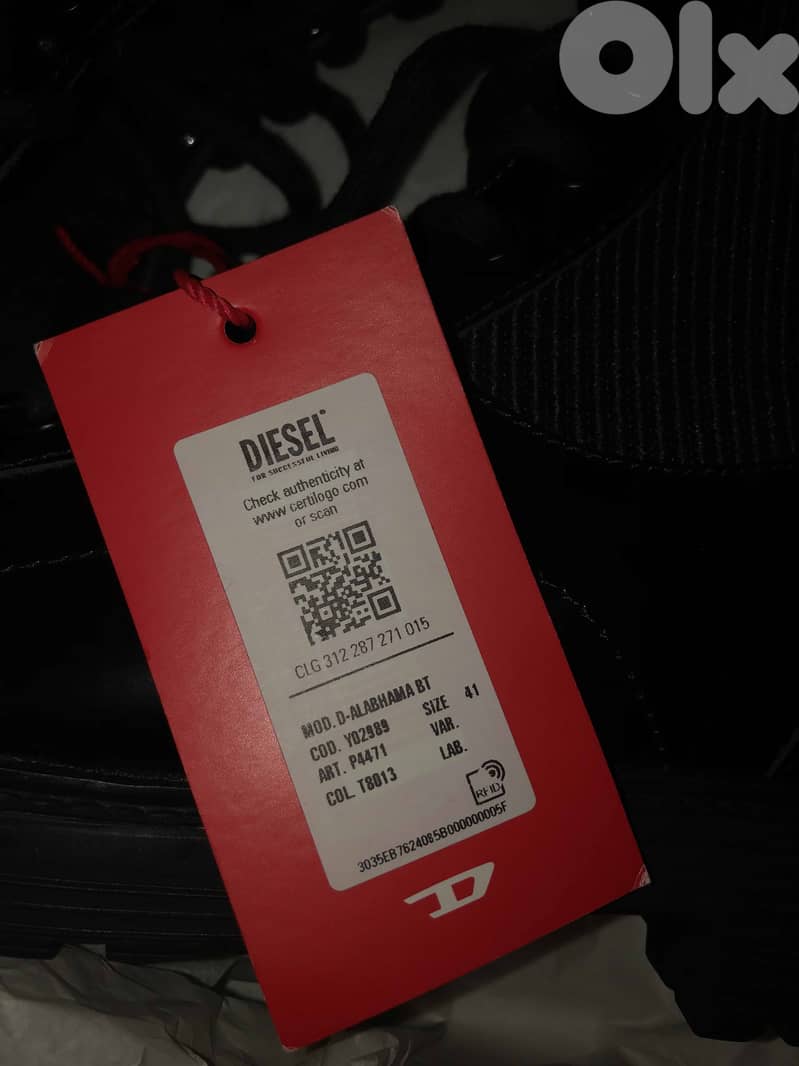 Olx
DIESEL
FOR SUCCESSFUL LIVING
Check authenticity at
www certilogo com
or scan
CLG 312 287 271 015
MOD. D-ALABHAMA BT
COD. Y02989 SIZE 41
ART. P4471 VAR.
COL. T8013 LAB.
RFID
3035EB7624085B000000005F
D